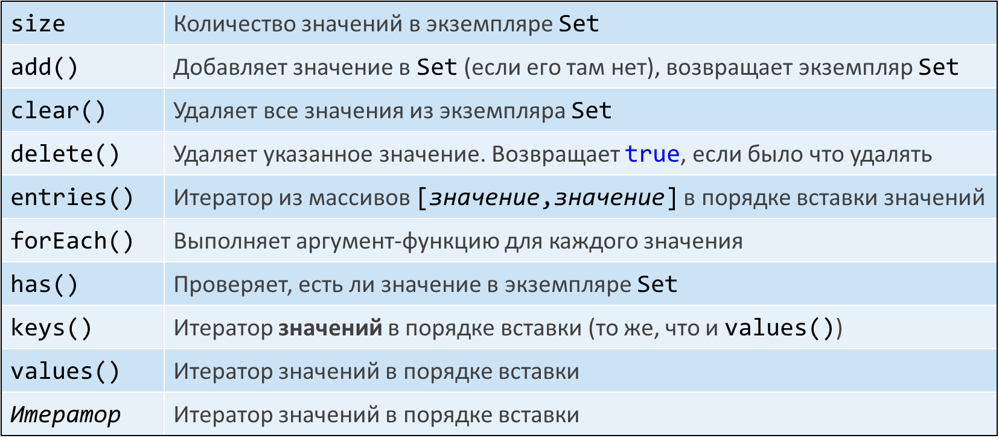 size Количество значений в экземпляре Set
add() Добавляет значение в Set (если его там нет), возвращает экземпляр Set
clear() Удаляет все значения из экземпляра Set
delete() Удаляет указанное значение. Возвращает true, если было что удалять
entries() Итератор из массивов [значение,значение] в порядке вставки значений
forEach() Выполняет аргумент-функцию для каждого значения
has() Проверяет, есть ли значение в экземпляре Set
keys() Итератор значений в порядке вставки (то же, что и values())
values() Итератор значений в порядке вставки
Итератор Итератор значений в порядке вставки